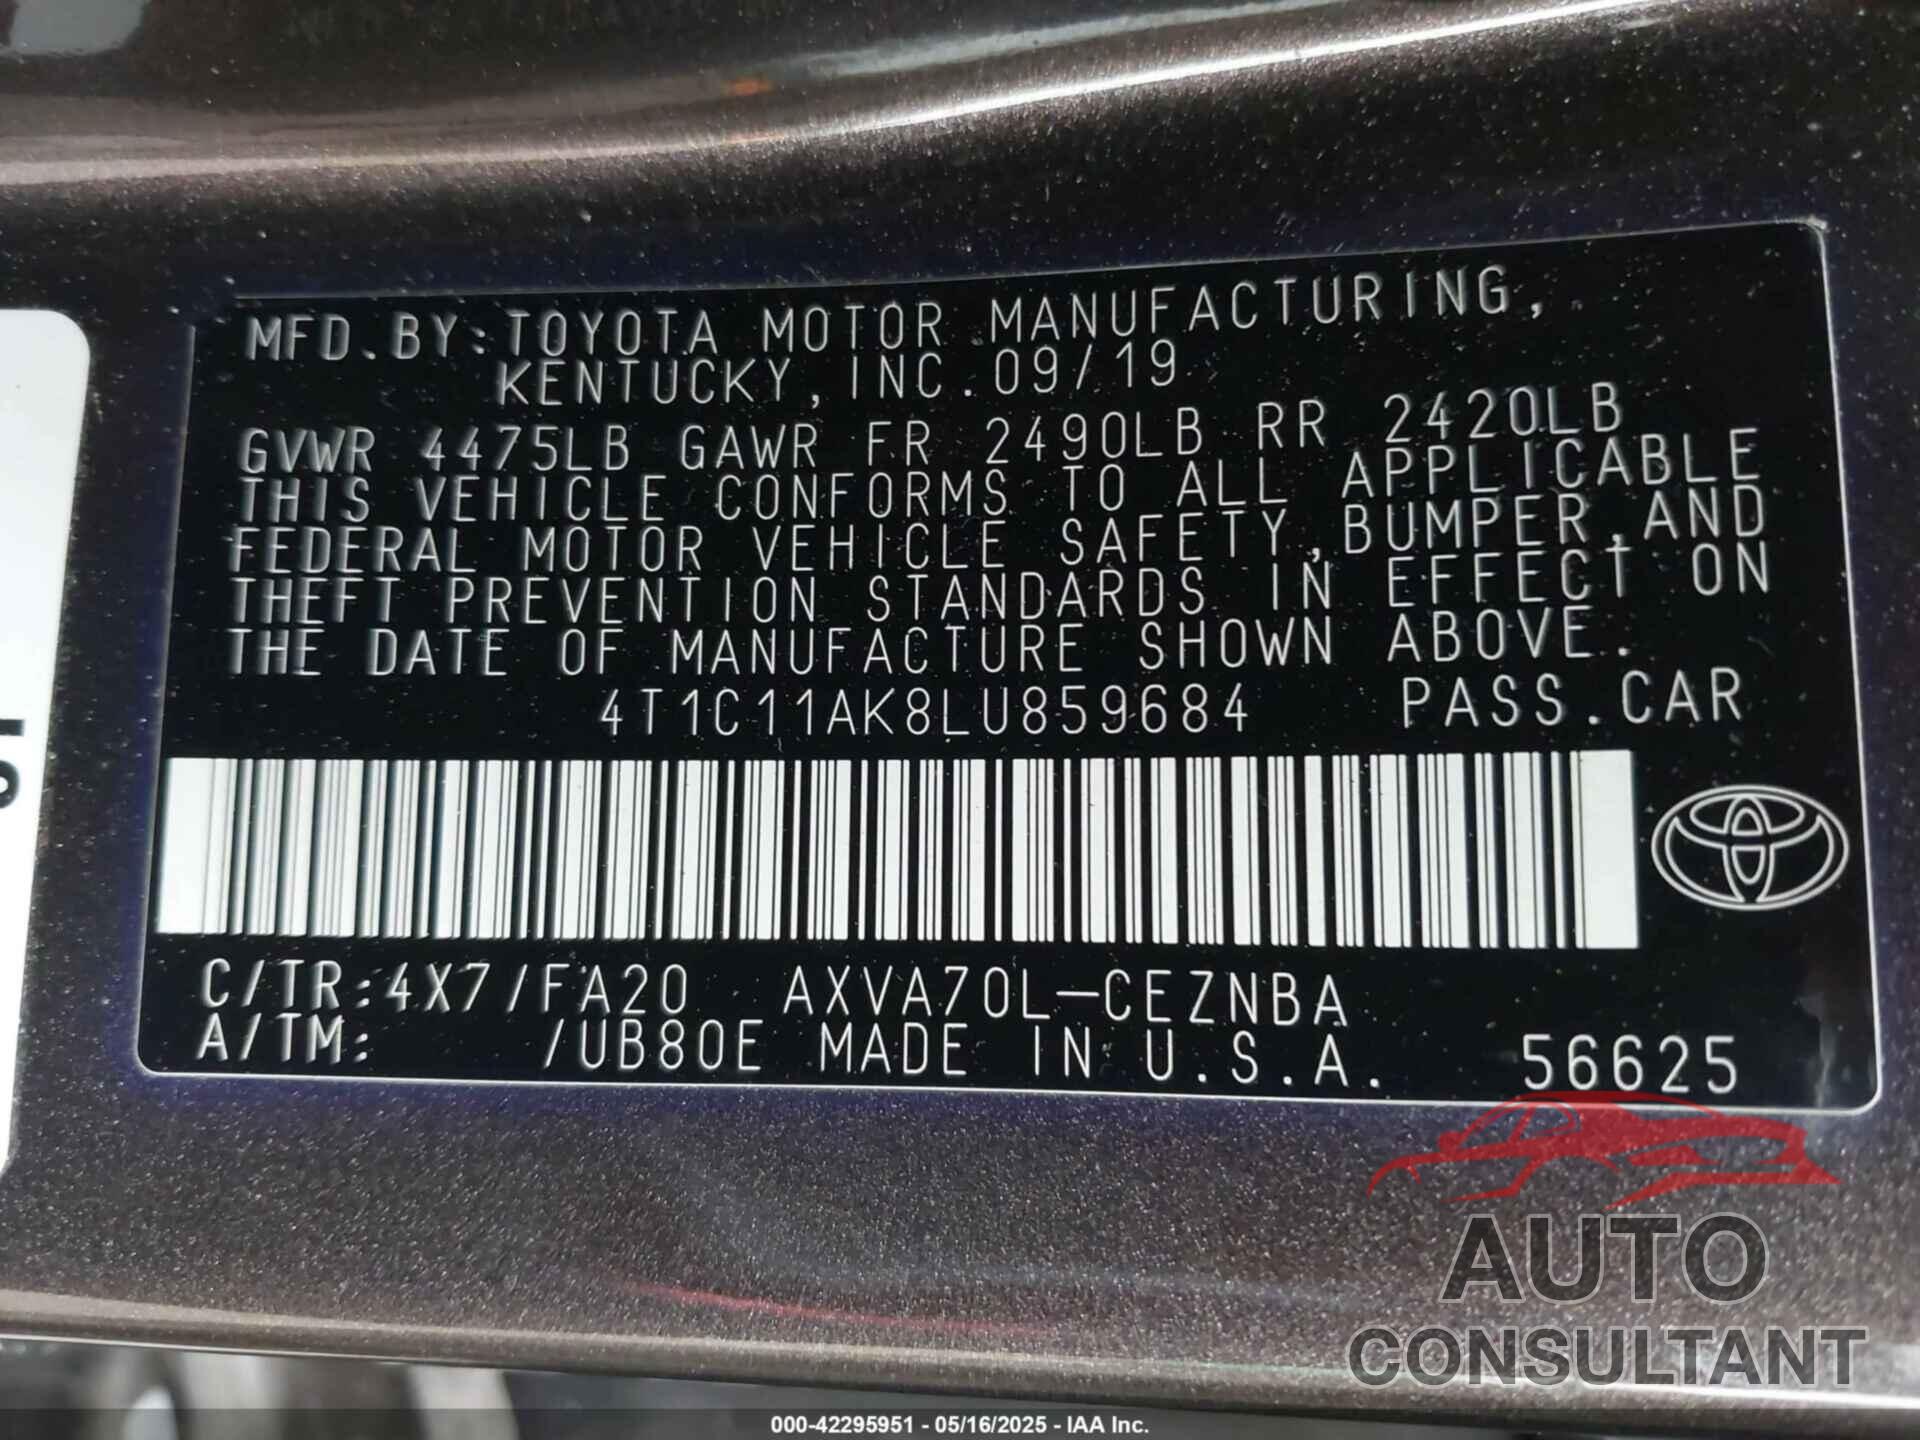 MFD.BY:TOYOTA MOTOR MANUFACTURING,
KENTUCKY, INC.09/19
GVWR 4475LB GAWR FR 2490LB RR 2420LB
THIS VEHICLE CONFORMS TO ALL APPLICABLE
FEDERAL MOTOR VEHICLE SAFETY,BUMPER,AND
THEFT PREVENTION STANDARDS IN EFFECT ON
THE DATE OF MANUFACTURE SHOWN ABOVE.
4T1C11AK8LU859684 PASS.CAR
C/TR:4X7/FA20 AXVA70L-CEZNBA
A/TM: /UB80E MADE IN U.S.A. 56625
AUTO
CONSULTANT
000-42295951 - 05/16/2025 - IAA Inc.